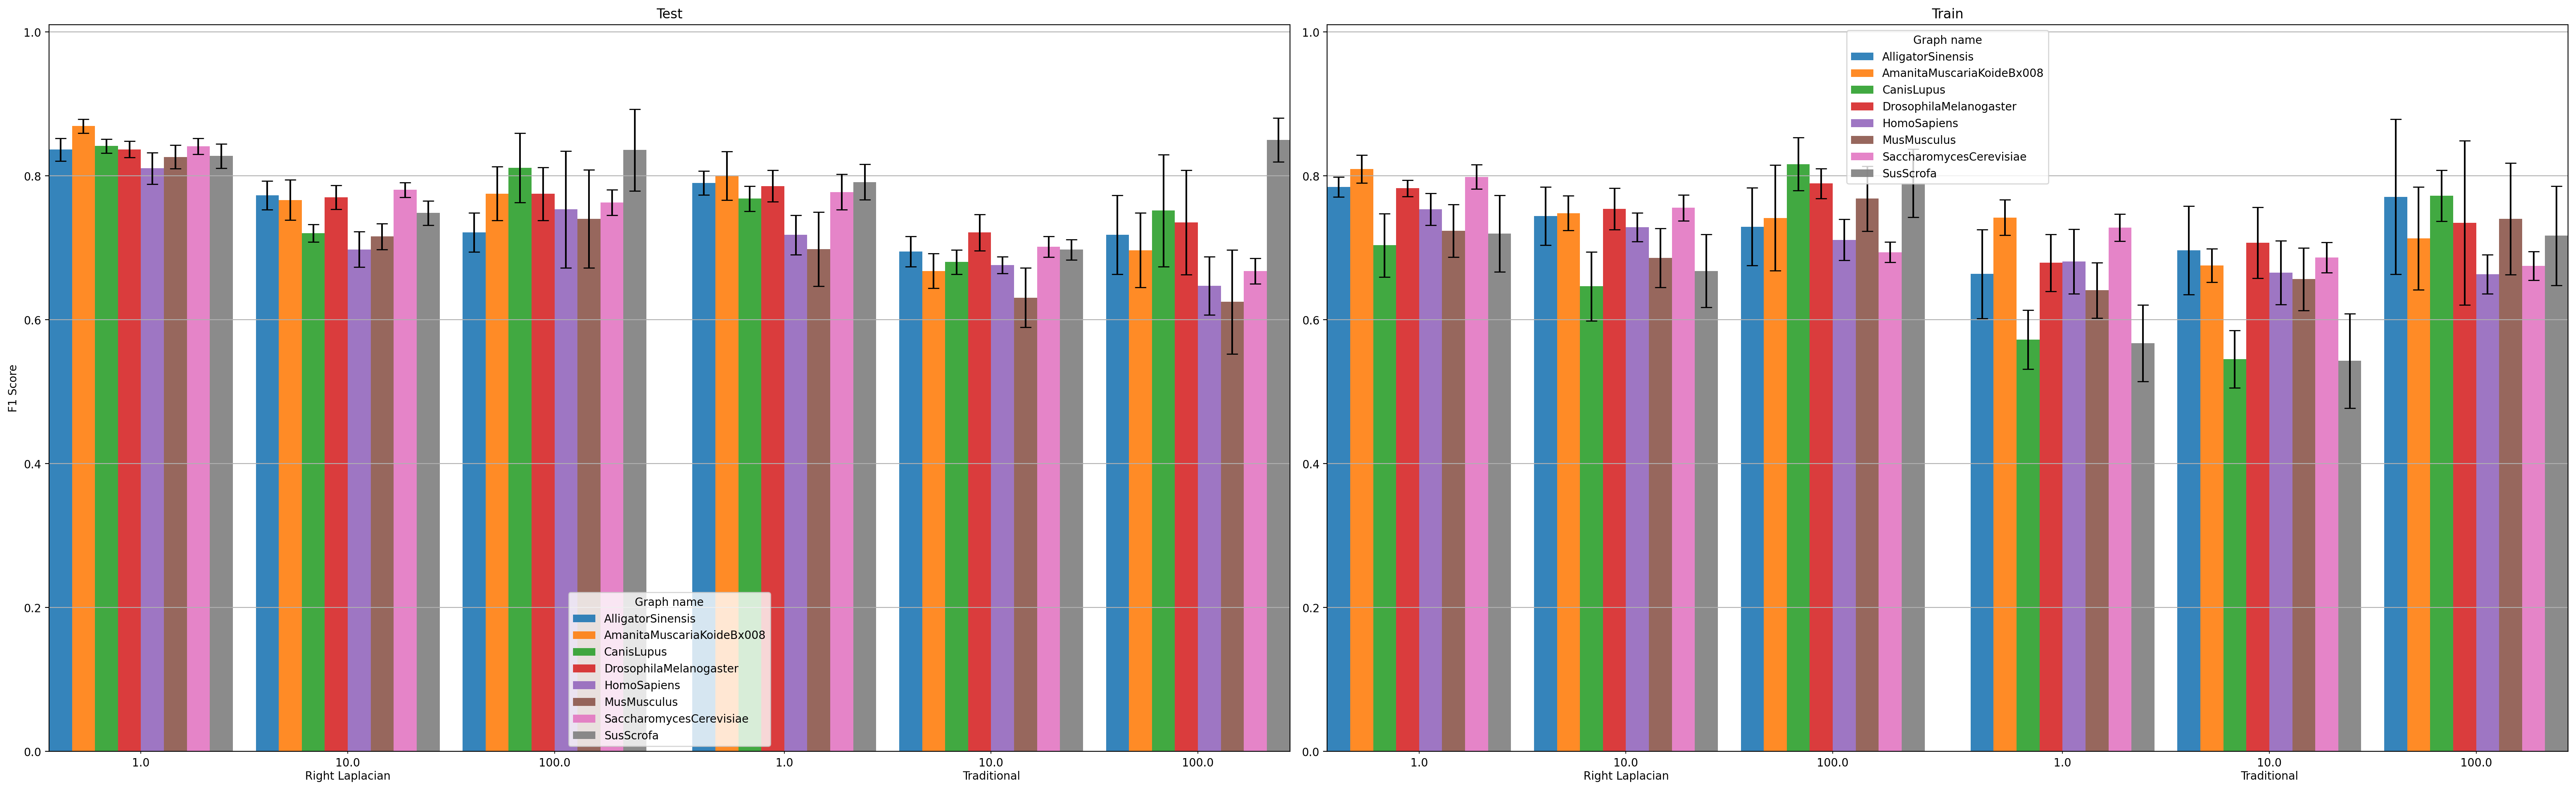 Test
F1 Score
1.0
0.8
0.6
0.4
0.2
0.0
Graph name
AlligatorSinensis
AmanitaMuscariaKoideBx008
CanisLupus
DrosophilaMelanogaster
HomoSapiens
MusMusculus
SaccharomycesCerevisiae
SusScrofa
1.0 10.0 100.0 1.0 10.0 100.0
Right Laplacian Traditional
Train
1.0
0.8
0.6
0.4
0.2
0.0
Graph name
AlligatorSinensis
AmanitaMuscariaKoideBx008
CanisLupus
DrosophilaMelanogaster
HomoSapiens
MusMusculus
SaccharomycesCerevisiae
SusScrofa
1.0 10.0 100.0 1.0 10.0 100.0
Right Laplacian Traditional